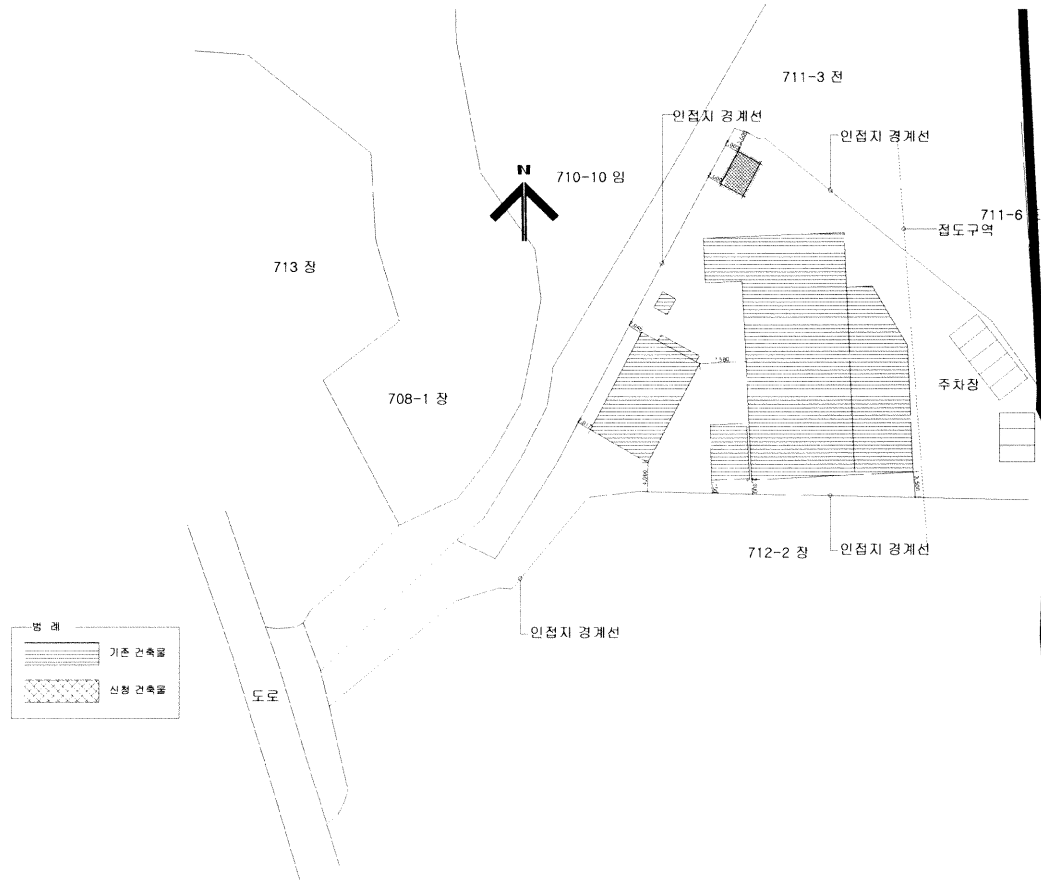 711-3 전
인접지 경계선
인접지 경계선
N
710-10 임
711-6
접도구역
713 장
주차장
708-1 장
712-2 장
인접지 경계선
인접지 경계선
범 례
기존 건축물
신청 건축물
도로